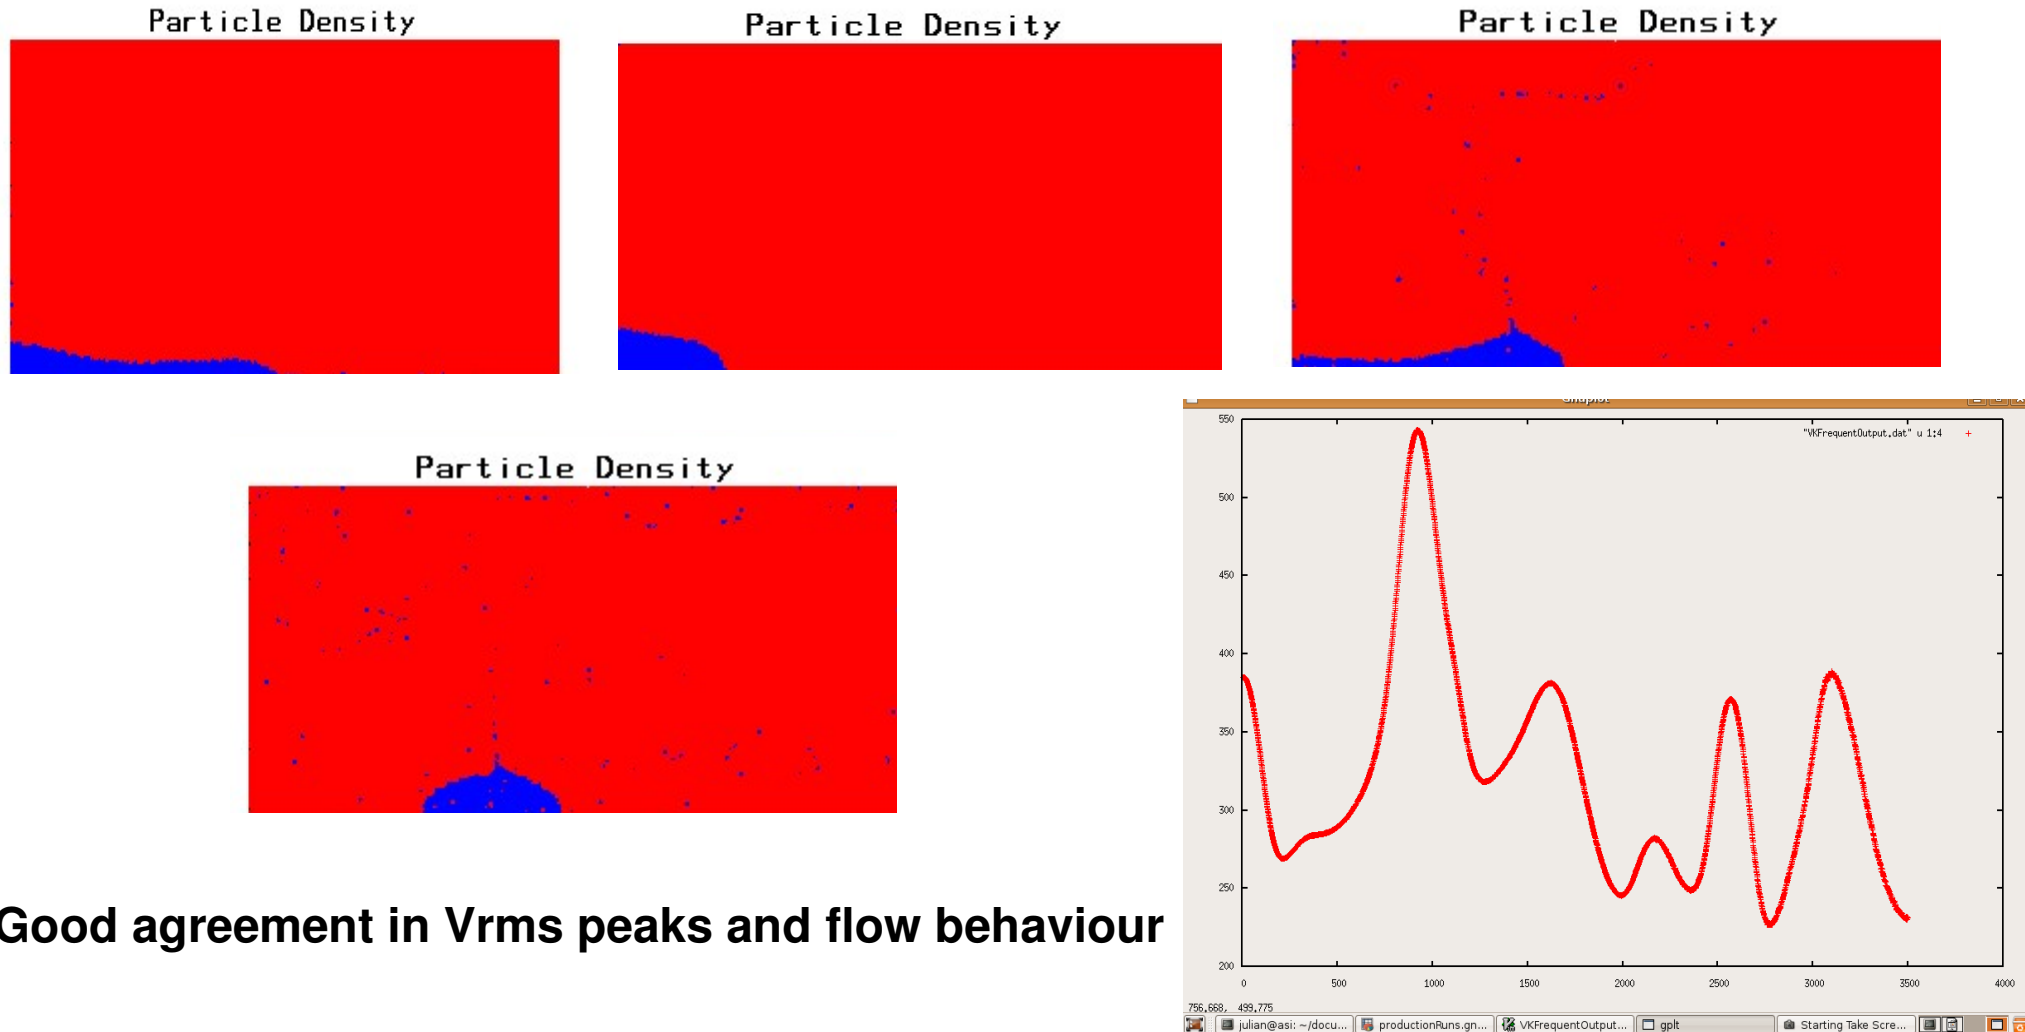 Particle Density
Particle Density
Particle Density
Particle Density
Good agreement in Vrms peaks and flow behaviour
"VKFrequentOutput.dat" u 1:4
550
500
450
400
350
300
250
200
0 500 1000 1500 2000 2500 3000 3500 4000
756.668, 499.775
julian@asi: ~/docu... productionRuns.gn... VKFrequentOutput... gplt Starting Take Scre...